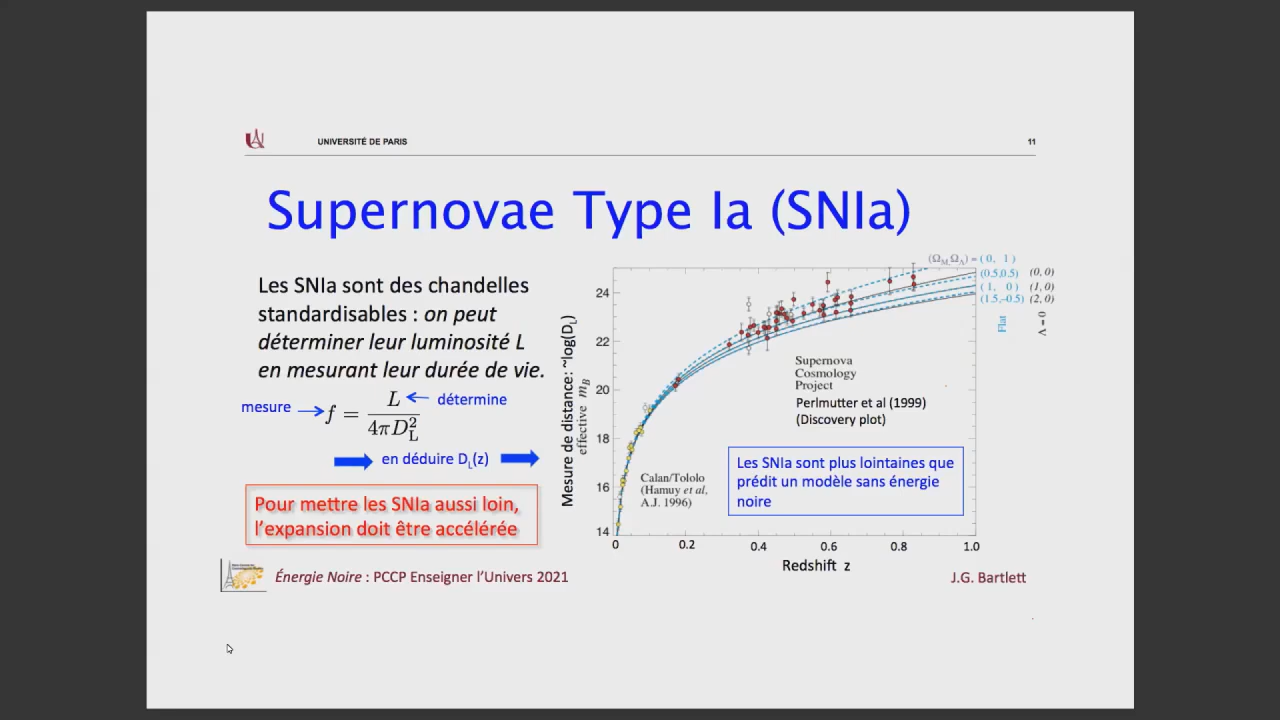 UNIVERSITÉ DE PARIS
11
Supernovae Type Ia (SNIa)
Les SNIa sont des chandelles
standardisables : on peut
déterminer leur luminosité L
en mesurant leur durée de vie.
mesure
f = L / 4πD_L^2
détermine
en déduire D_L(z)
Pour mettre les SNIa aussi loin,
l'expansion doit être accélérée
Mesure de distance: ~log(D_L)
effective m_B
24
22
20
18
16
14
0
0.2
0.4
0.6
0.8
1.0
Redshift z
(Ω_M,Ω_Λ) = ( 0, 1 )
(0.5,0.5) (0, 0)
( 1, 0 ) (1, 0)
(1.5,-0.5) (2, 0)
Flat
Λ = 0
Supernova
Cosmology
Project
Perlmutter et al (1999)
(Discovery plot)
Calan/Tololo
(Hamuy et al,
A.J. 1996)
Les SNIa sont plus lointaines que
prédit un modèle sans énergie
noire
Énergie Noire : PCCP Enseigner l'Univers 2021
J.G. Bartlett